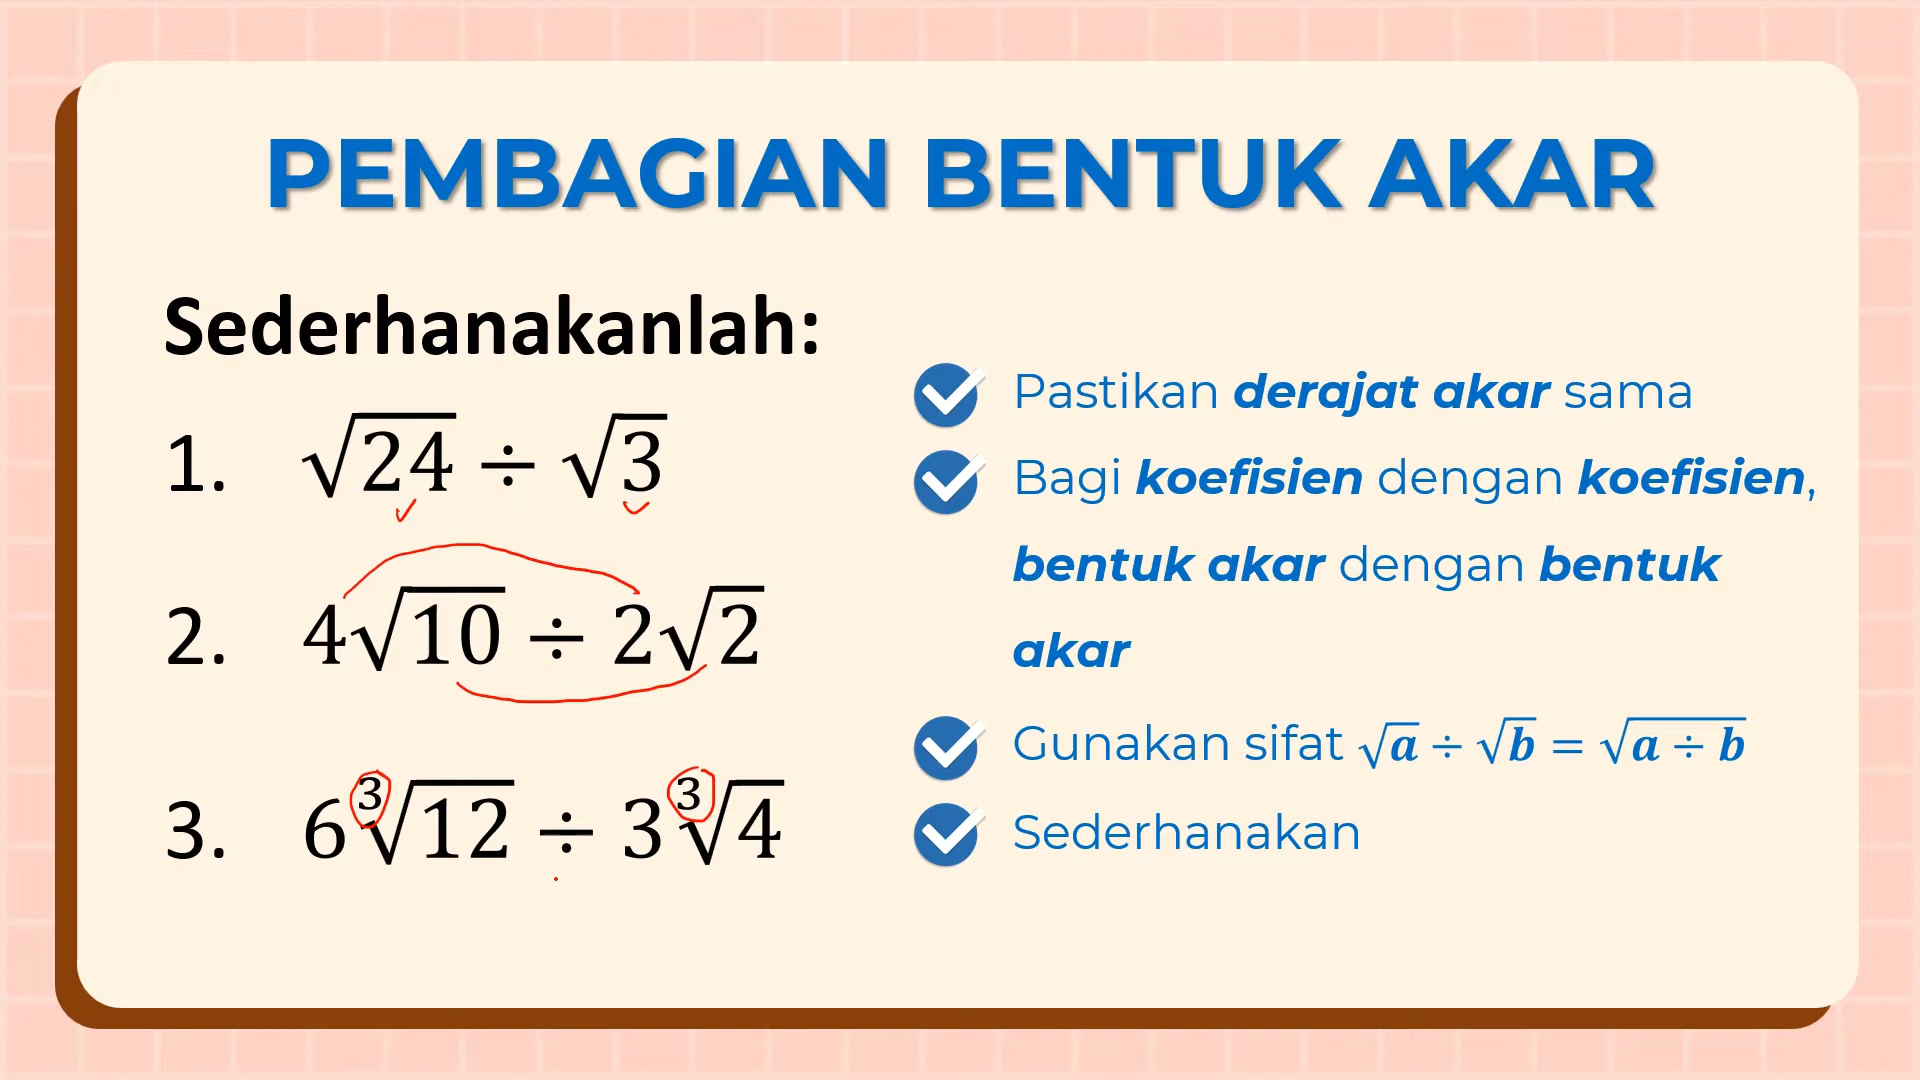 PEMBAGIAN BENTUK AKAR
Sederhanakanlah:
1. √24 ÷ √3
2. 4√10 ÷ 2√2
3. 6∛12 ÷ 3∛4
Pastikan derajat akar sama
Bagi koefisien dengan koefisien,
bentuk akar dengan bentuk
akar
Gunakan sifat √a ÷ √b = √(a ÷ b)
Sederhanakan